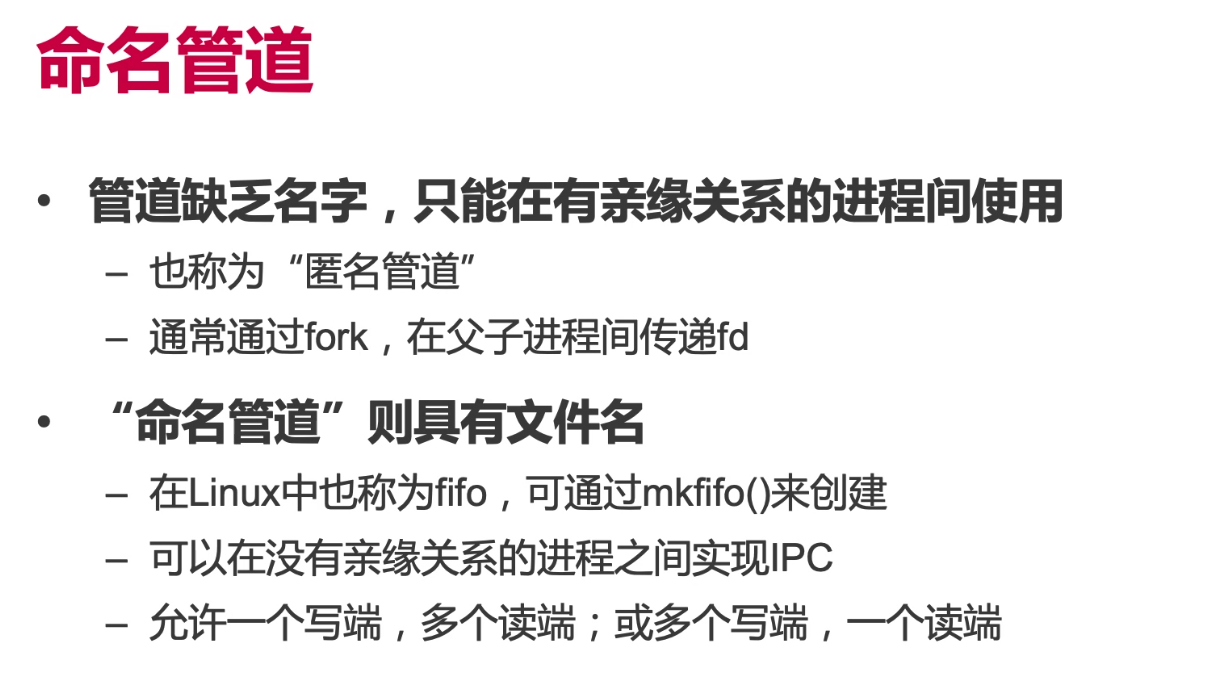 命名管道
• 管道缺乏名字，只能在有亲缘关系的进程间使用
– 也称为“匿名管道”
– 通常通过fork，在父子进程间传递fd
• “命名管道”则具有文件名
– 在Linux中也称为fifo，可通过mkfifo()来创建
– 可以在没有亲缘关系的进程之间实现IPC
– 允许一个写端，多个读端；或多个写端，一个读端